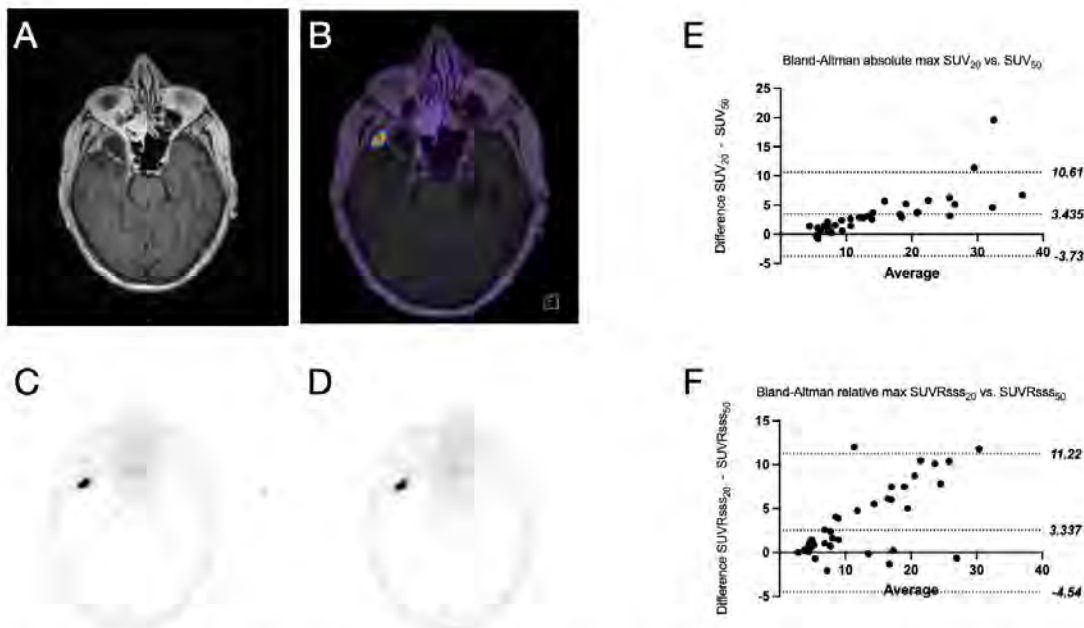 A
B
C
D
E
Bland-Altman absolute max SUV20 vs. SUV50
Difference SUV20 - SUV50
25
20
15
10
5
0
-5
10
20
30
40
Average
10.61
3.435
-3.73
F
Bland-Altman relative max SUVRsss20 vs. SUVRsss50
Difference SUVRsss20 - SUVRsss50
15
10
5
0
-5
10
20
30
40
Average
11.22
3.337
-4.54